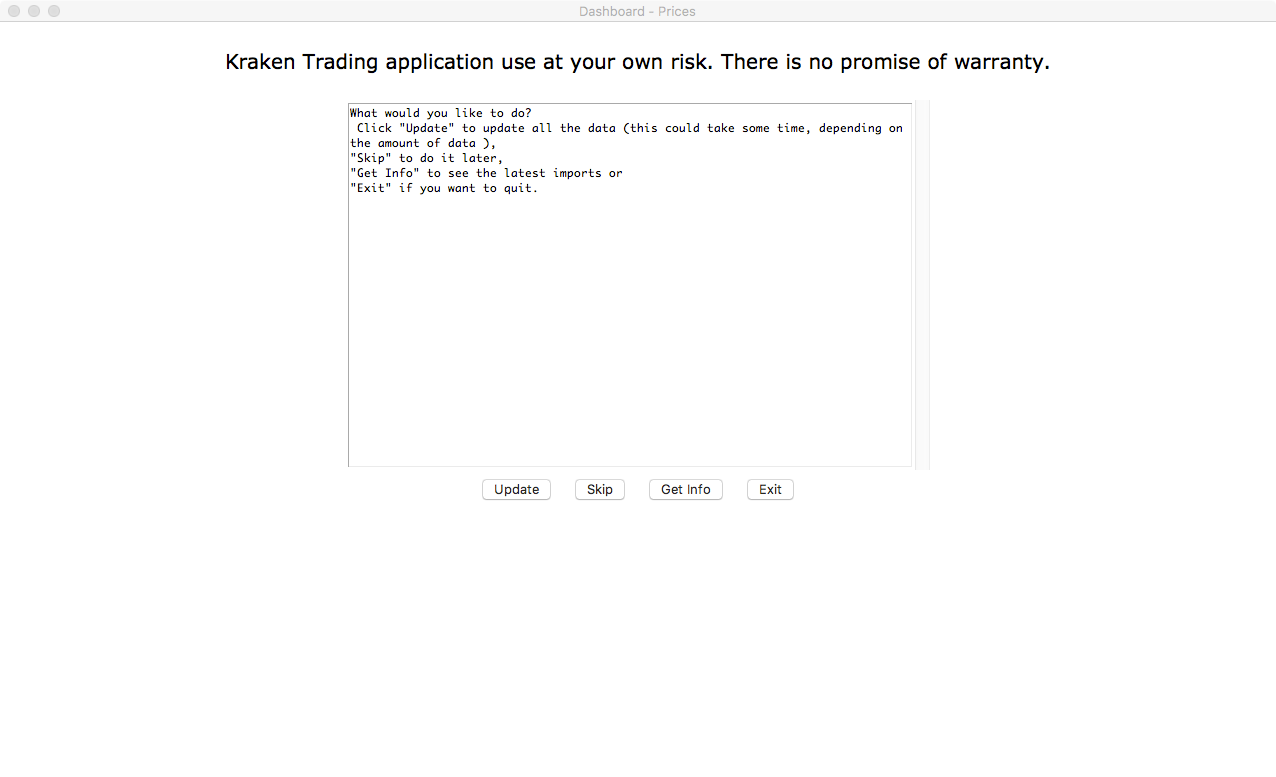 Dashboard - Prices
Kraken Trading application use at your own risk. There is no promise of warranty.
What would you like to do?
Click "Update" to update all the data (this could take some time, depending on
the amount of data ),
"Skip" to do it later,
"Get Info" to see the latest imports or
"Exit" if you want to quit.
Update Skip Get Info Exit